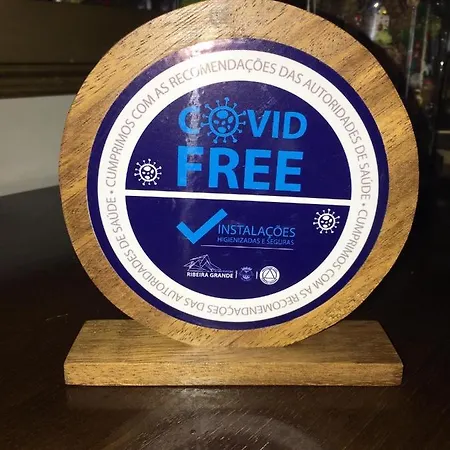 CUMPRIMOS COM AS RECOMENDAÇÕES DAS AUTORIDADES DE SAÚDE •
CUMPRIMOS COM AS RECOMENDAÇÕES DAS AUTORIDADES DE SAÚDE •
COVID
FREE
INSTALAÇÕES
HIGIENIZADAS E SEGURAS
RIBEIRA GRANDE